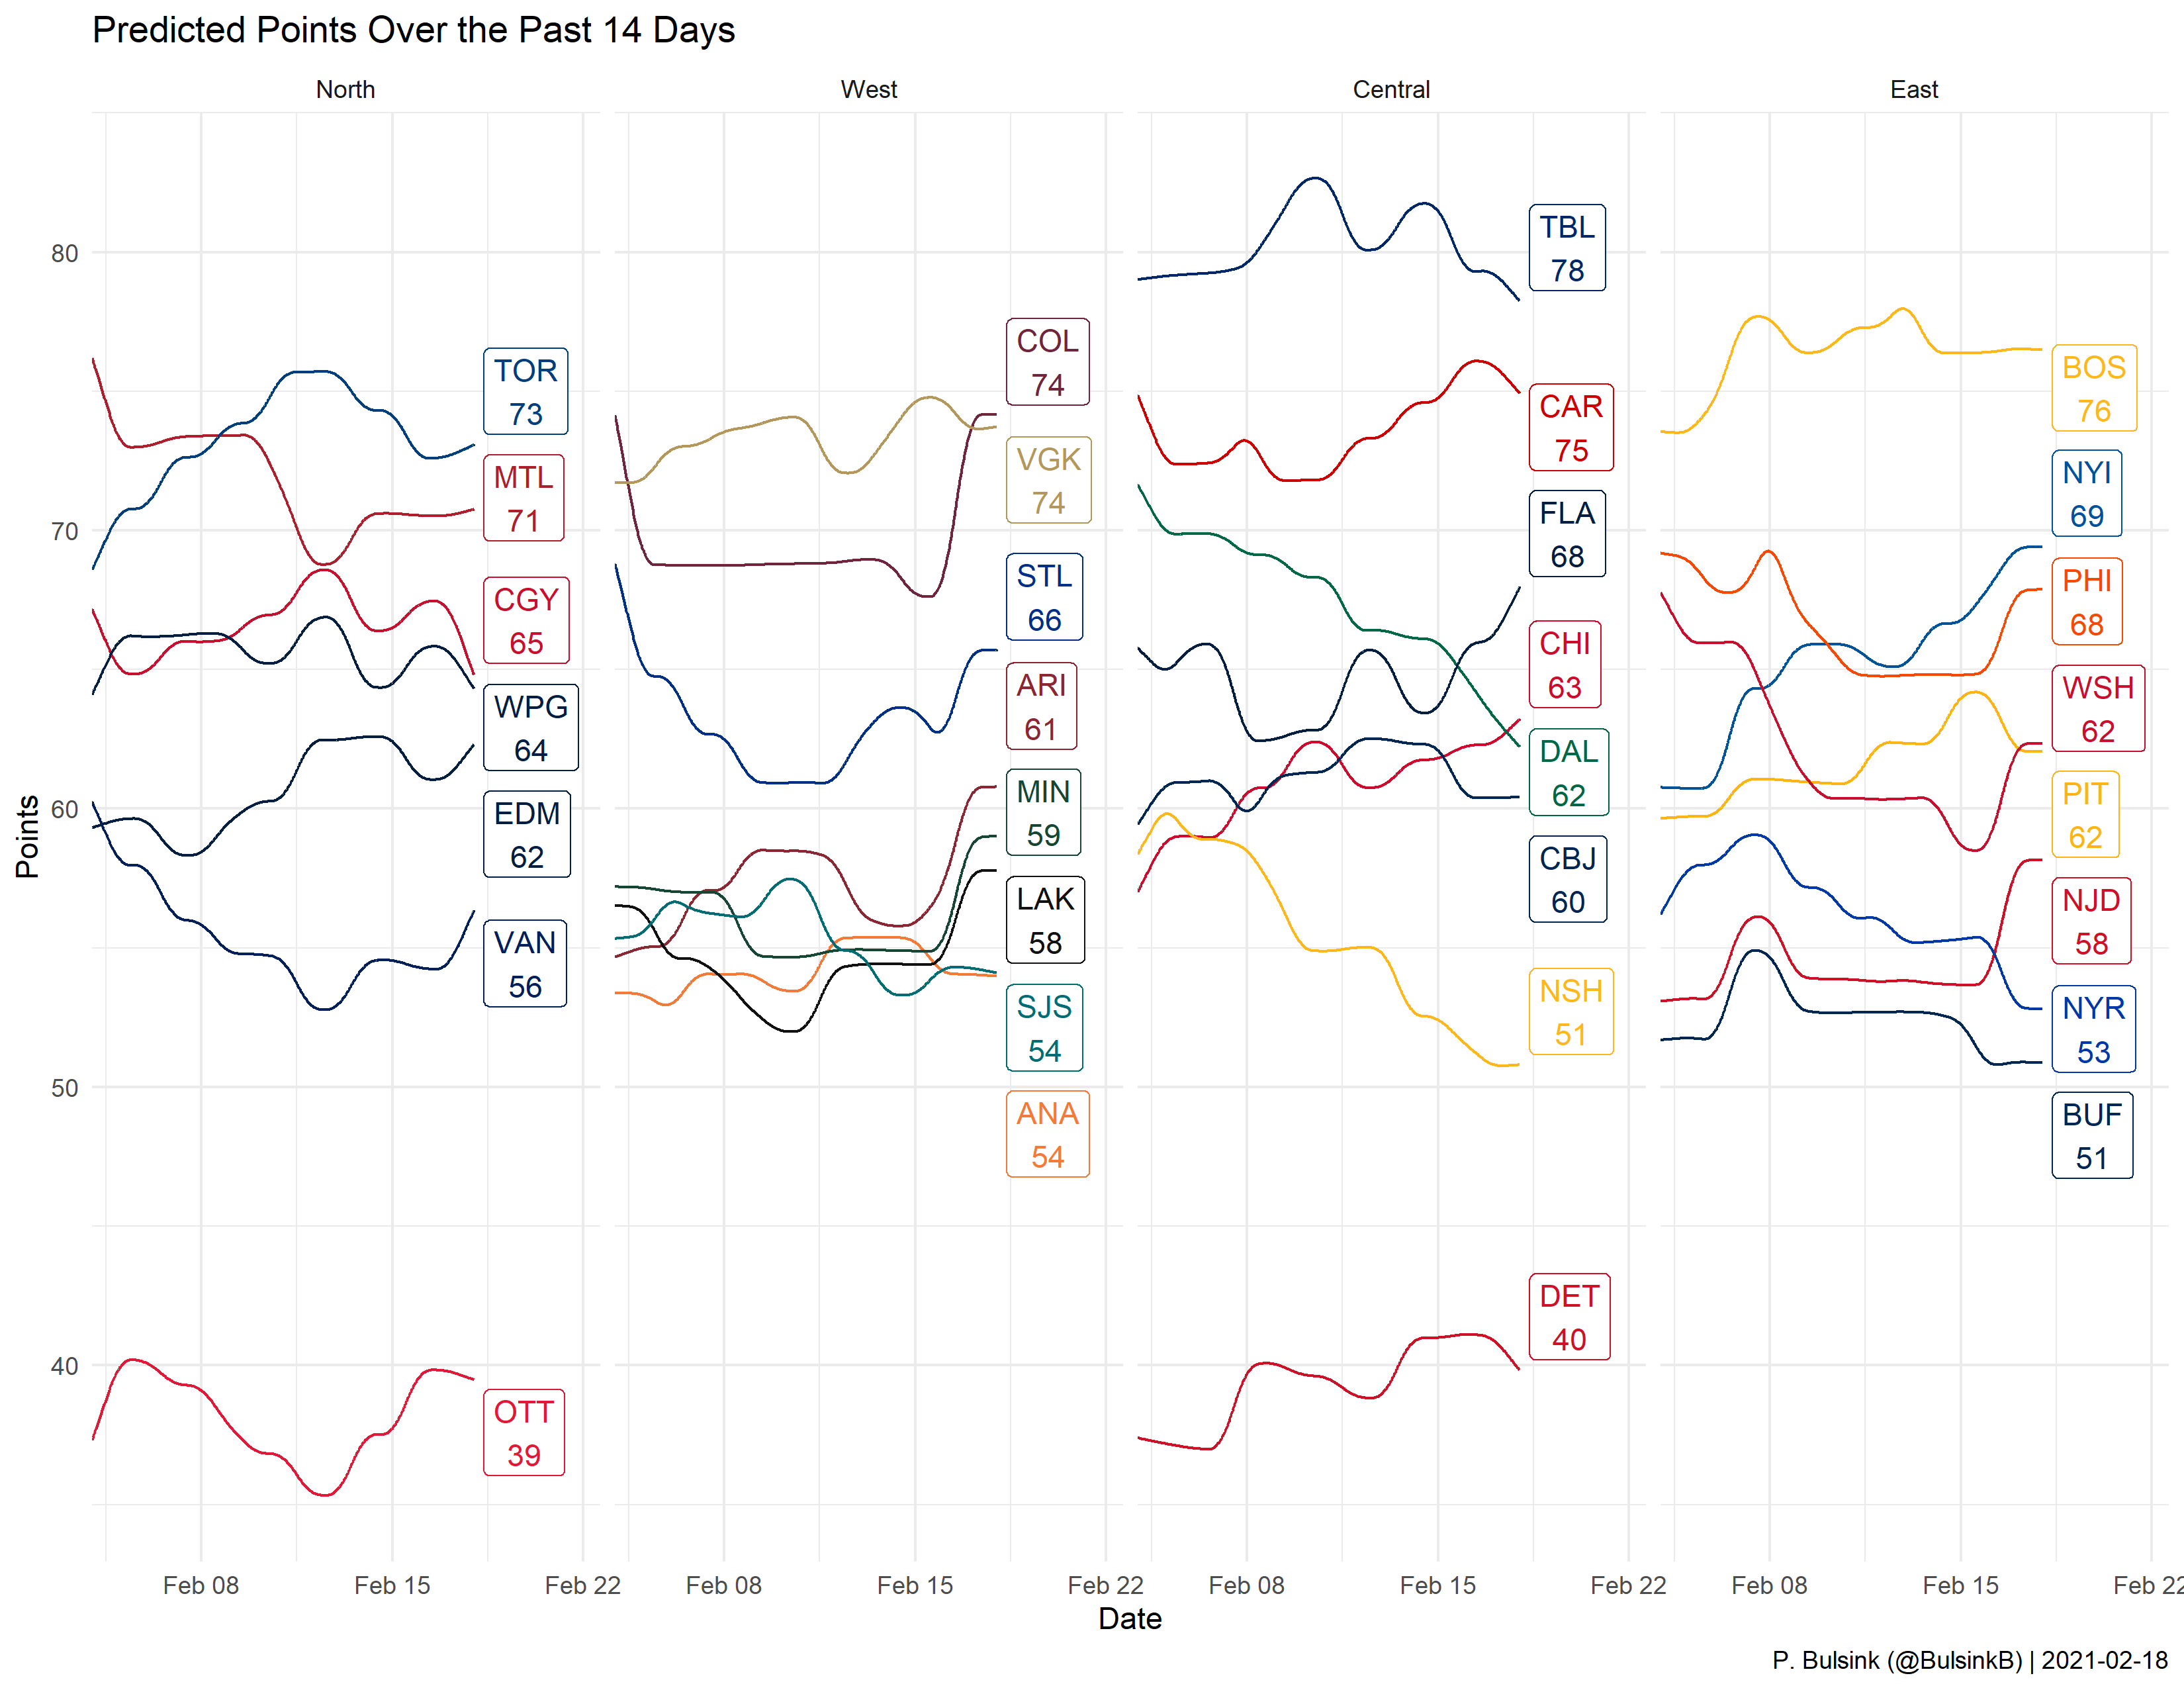 Predicted Points Over the Past 14 Days
North
West
Central
East
Points
80
70
60
50
40
TOR
73
MTL
71
CGY
65
WPG
64
EDM
62
VAN
56
OTT
39
COL
74
VGK
74
STL
66
ARI
61
MIN
59
LAK
58
SJS
54
ANA
54
TBL
78
CAR
75
FLA
68
CHI
63
DAL
62
CBJ
60
NSH
51
DET
40
BOS
76
NYI
69
PHI
68
WSH
62
PIT
62
NJD
58
NYR
53
BUF
51
Feb 08 Feb 15 Feb 22 Feb 08 Feb 15 Feb 22 Feb 08 Feb 15 Feb 22 Feb 08 Feb 15 Feb 22
Date
P. Bulsink (@BulsinkB) | 2021-02-18